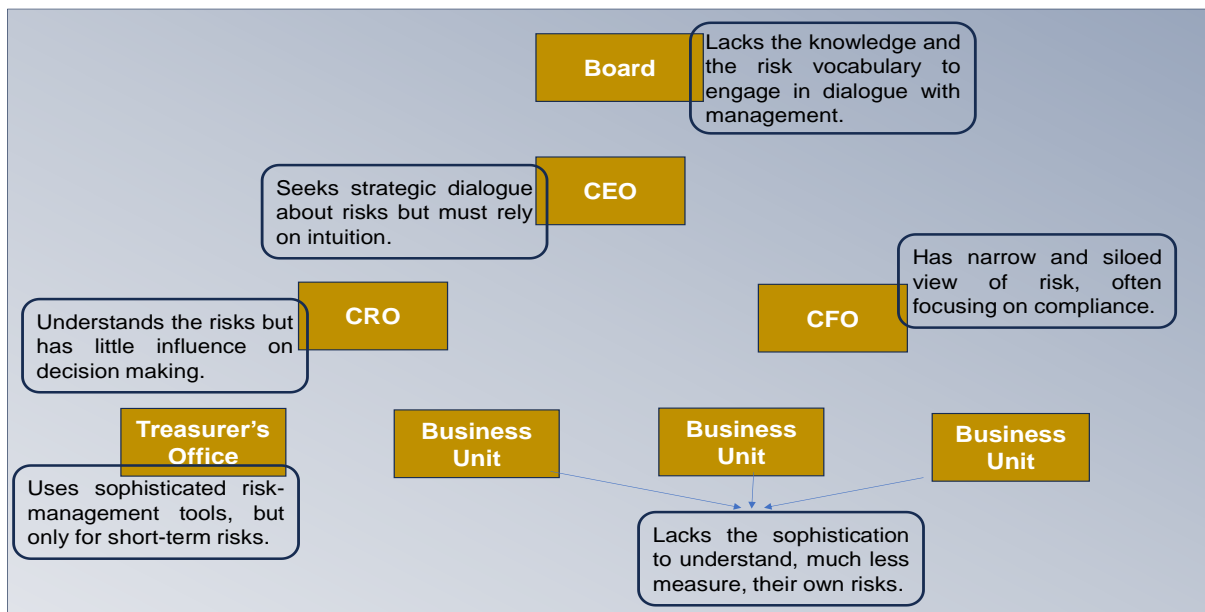 Board
Lacks the knowledge and
the risk vocabulary to
engage in dialogue with
management.
CEO
Seeks strategic dialogue
about risks but must rely
on intuition.
CRO
Understands the risks but
has little influence on
decision making.
CFO
Has narrow and siloed
view of risk, often
focusing on compliance.
Treasurer’s
Office
Uses sophisticated risk-
management tools, but
only for short-term risks.
Business
Unit
Business
Unit
Business
Unit
Lacks the sophistication
to understand, much less
measure, their own risks.